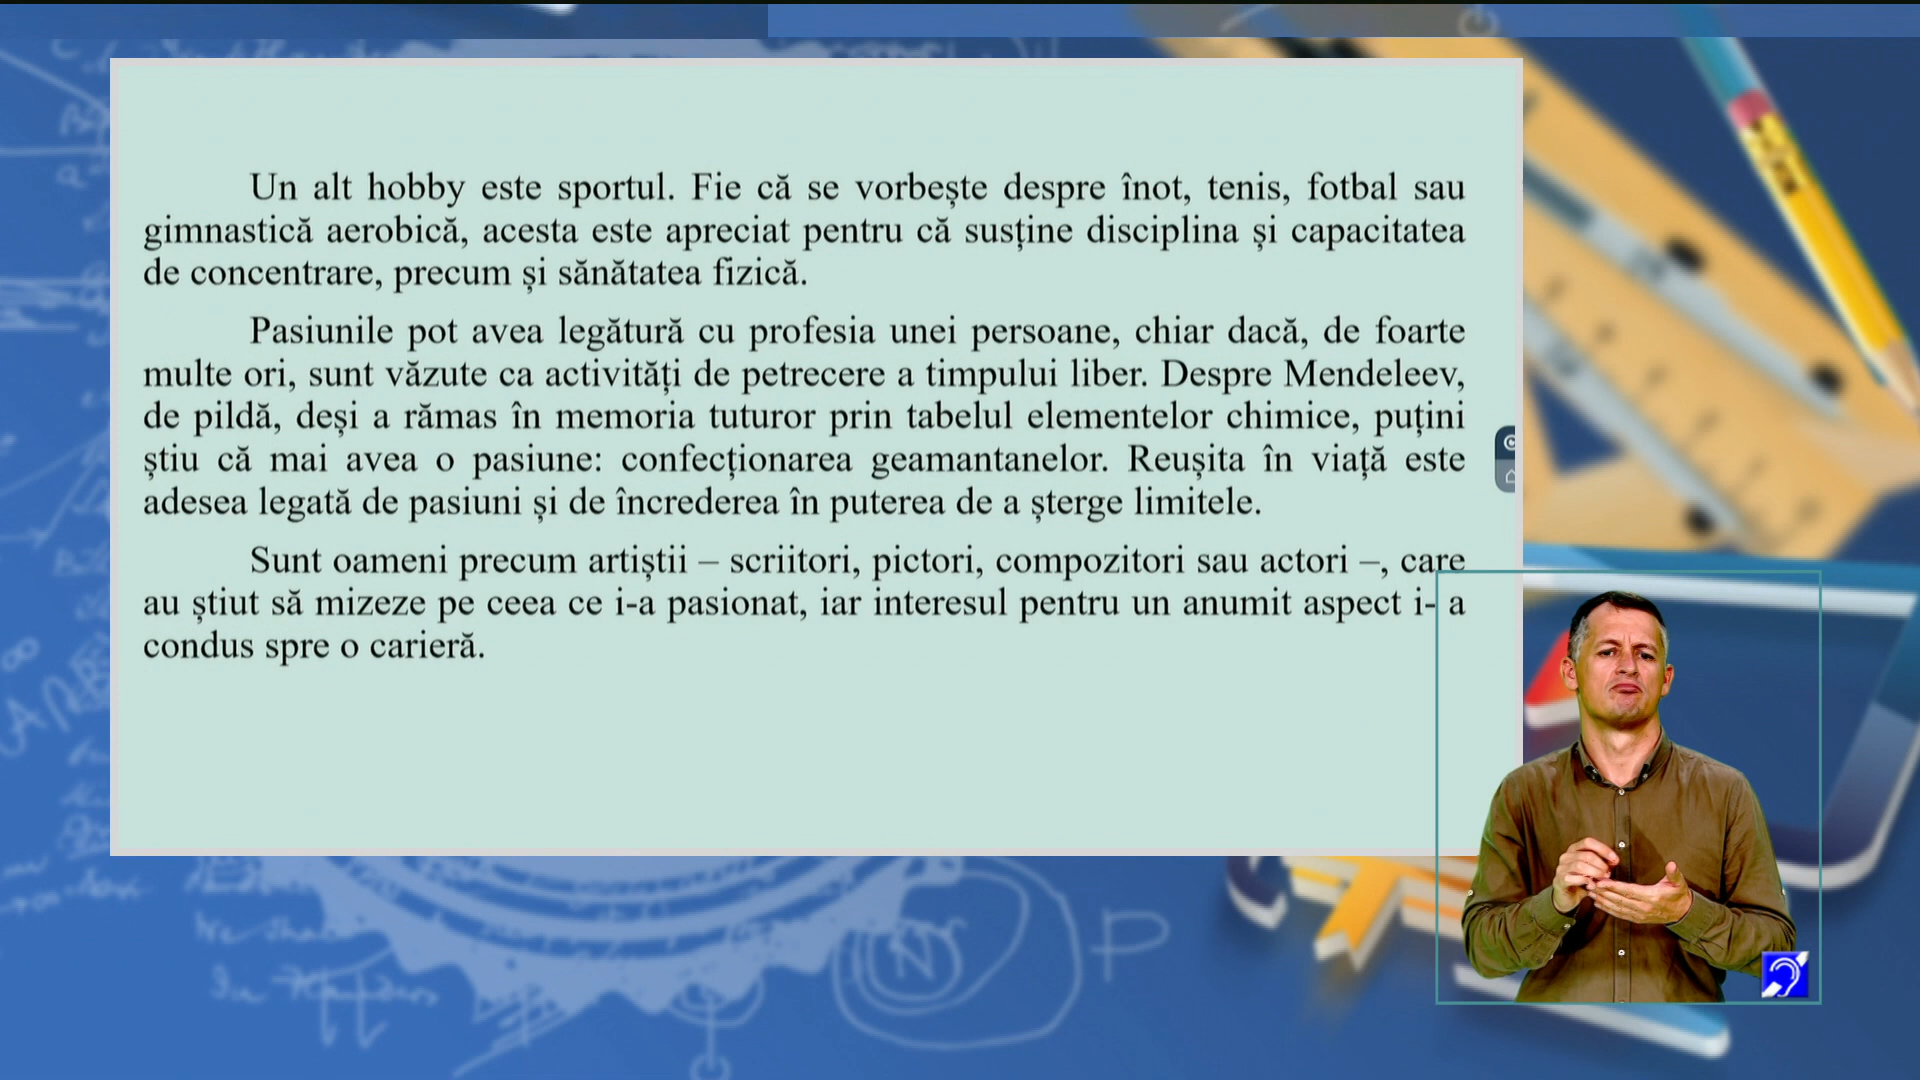 Un alt hobby este sportul. Fie că se vorbește despre înot, tenis, fotbal sau
gimnastică aerobică, acesta este apreciat pentru că susține disciplina și capacitatea
de concentrare, precum și sănătatea fizică.
Pasiunile pot avea legătură cu profesia unei persoane, chiar dacă, de foarte
multe ori, sunt văzute ca activități de petrecere a timpului liber. Despre Mendeleev,
de pildă, deși a rămas în memoria tuturor prin tabelul elementelor chimice, puțini
știu că mai avea o pasiune: confecționarea geamantanelor. Reușita în viață este
adesea legată de pasiuni și de încrederea în puterea de a șterge limitele.
Sunt oameni precum artiștii – scriitori, pictori, compozitori sau actori –, care
au știut să mizeze pe ceea ce i-a pasionat, iar interesul pentru un anumit aspect i- a
condus spre o carieră.
N
P